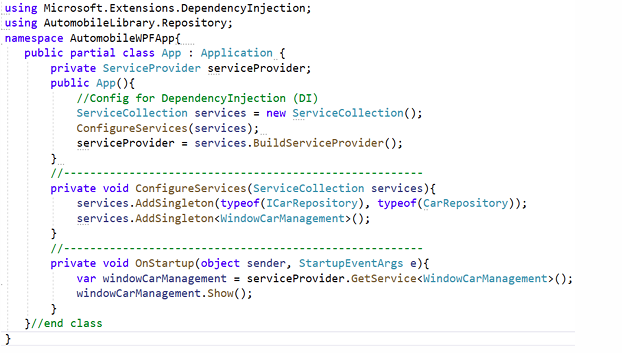 using Microsoft.Extensions.DependencyInjection;
using AutomobileLibrary.Repository;
namespace AutomobileWPFApp{
public partial class App : Application {
private ServiceProvider serviceProvider;
public App(){
//Config for DependencyInjection (DI)
ServiceCollection services = new ServiceCollection();
ConfigureServices(services);
serviceProvider = services.BuildServiceProvider();
}
//-------------------------------------------------------
private void ConfigureServices(ServiceCollection services){
services.AddSingleton(typeof(ICarRepository), typeof(CarRepository));
services.AddSingleton<WindowCarManagement>();
}
//-------------------------------------------------------
private void OnStartup(object sender, StartupEventArgs e){
var windowCarManagement = serviceProvider.GetService<WindowCarManagement>();
windowCarManagement.Show();
}
}//end class
}